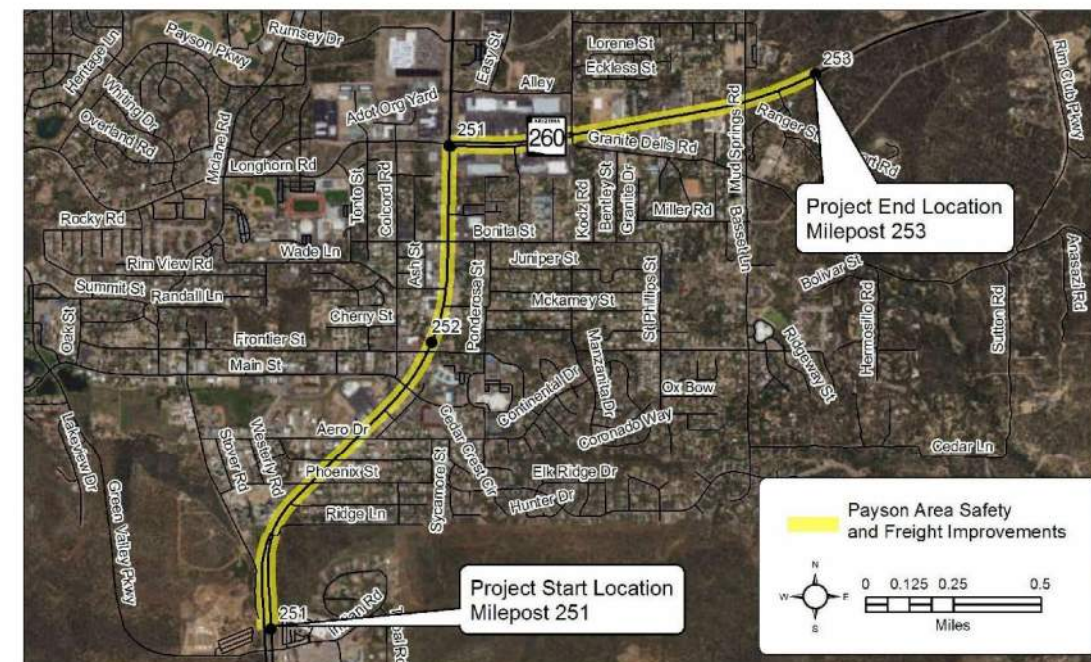 Payson Pkwy
Rumsey Dr
Easy St
Lorene St
Eckless St
Heritage Ln
Whiting Dr
Overland Rd
Mclane Rd
Adot Org Yard
Alley
253
Rim Club Pkwy
251
ARIZONA
260
Granite Dells Rd
Mud Springs Rd
Ranger St
Longhorn Rd
Tonto St
Colcord Rd
Kodz Rd
Bentley St
Granite Dr
Miller Rd
Project End Location
Milepost 253
Rocky Rd
Wade Ln
Ash St
Bonita St
Basset Ln
Rim View Rd
Juniper St
Bolivar St
Anasazi Rd
Summit St
Randall Ln
Mckamey St
St Phillips St
Cherry St
Ponderosa St
252
Oak St
Frontier St
Main St
Manzanita Dr
Ridgeway St
Hermosillo Rd
Sutton Rd
Continental Dr
Ox Bow
Lakeview Dr
Aero Dr
Cedar Crest Cir
Coronado Way
Cedar Ln
Stover Rd
Westerly Rd
Phoenix St
Sycamore St
Elk Ridge Dr
Hunter Dr
Green Valley Pkwy
Ridge Ln
Payson Area Safety
and Freight Improvements
Project Start Location
Milepost 251
251
Indian Rd
N
W
E
S
0 0.125 0.25 0.5
Miles